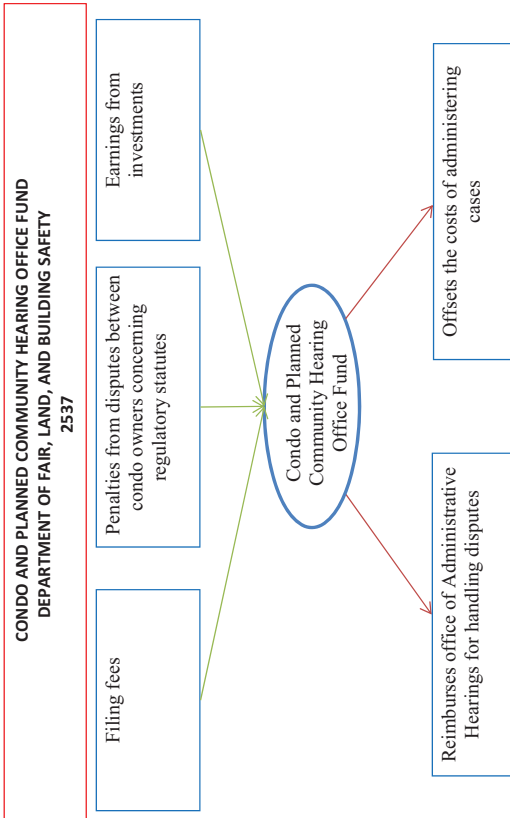 CONDO AND PLANNED COMMUNITY HEARING OFFICE FUND
DEPARTMENT OF FAIR, LAND, AND BUILDING SAFETY
2537
Filing fees
Penalties from disputes between
condo owners concerning
regulatory statutes
Earnings from
investments
Condo and Planned
Community Hearing
Office Fund
Reimburses office of Administrative
Hearings for handling disputes
Offsets the costs of administering
cases